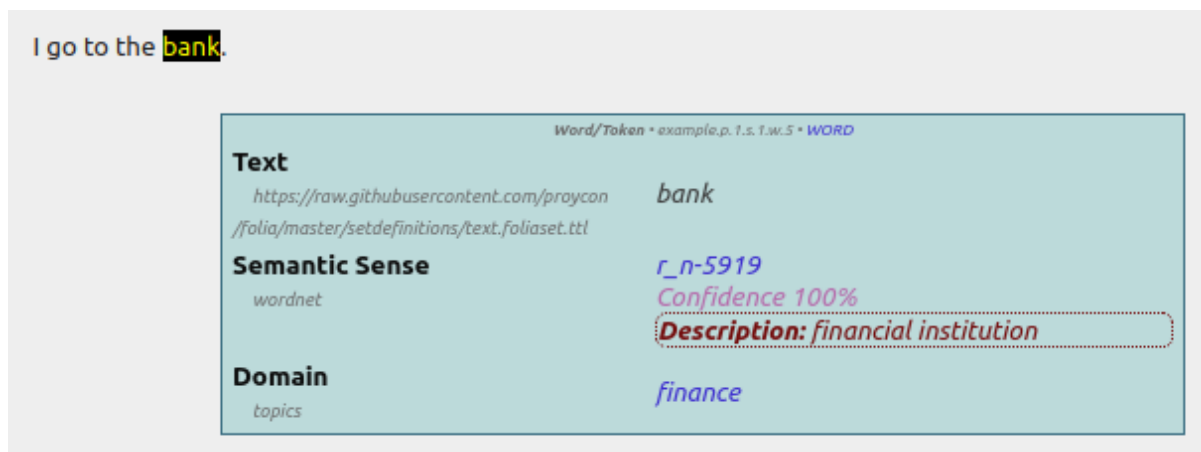 I go to the bank.
Word/Token • example.p.1.s.1.w.5 • WORD
Text
https://raw.githubusercontent.com/proycon
/folia/master/setdefinitions/text.foliaset.ttl
bank
Semantic Sense
wordnet
r_n-5919
Confidence 100%
Description: financial institution
Domain
topics
finance